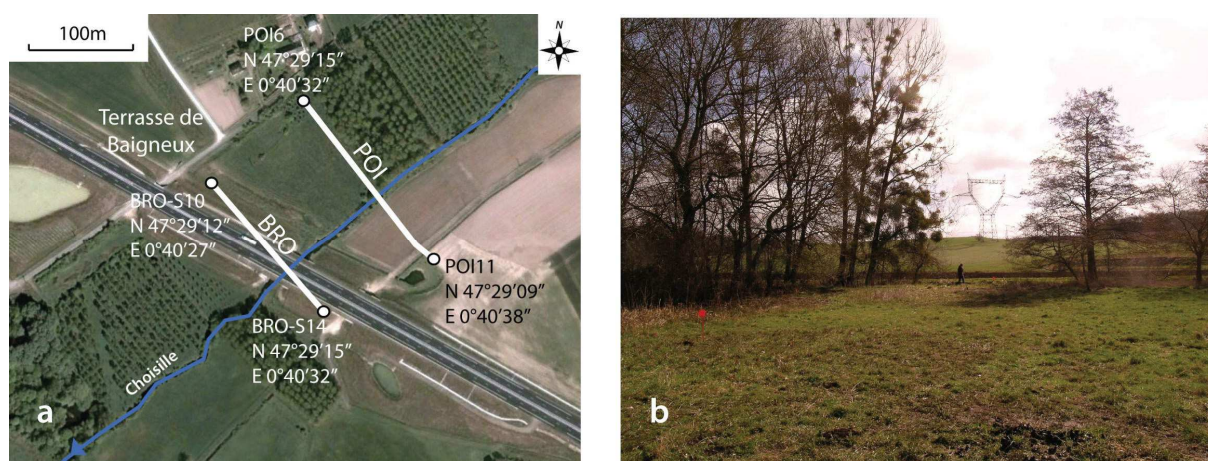 100m
N
POI6
N 47°29′15″
E 0°40′32″
Terrasse de
Baigneux
POI
BRO-S10
N 47°29′12″
E 0°40′27″
BRO
POI11
N 47°29′09″
E 0°40′38″
BRO-S14
N 47°29′15″
E 0°40′32″
Choisille
a
b